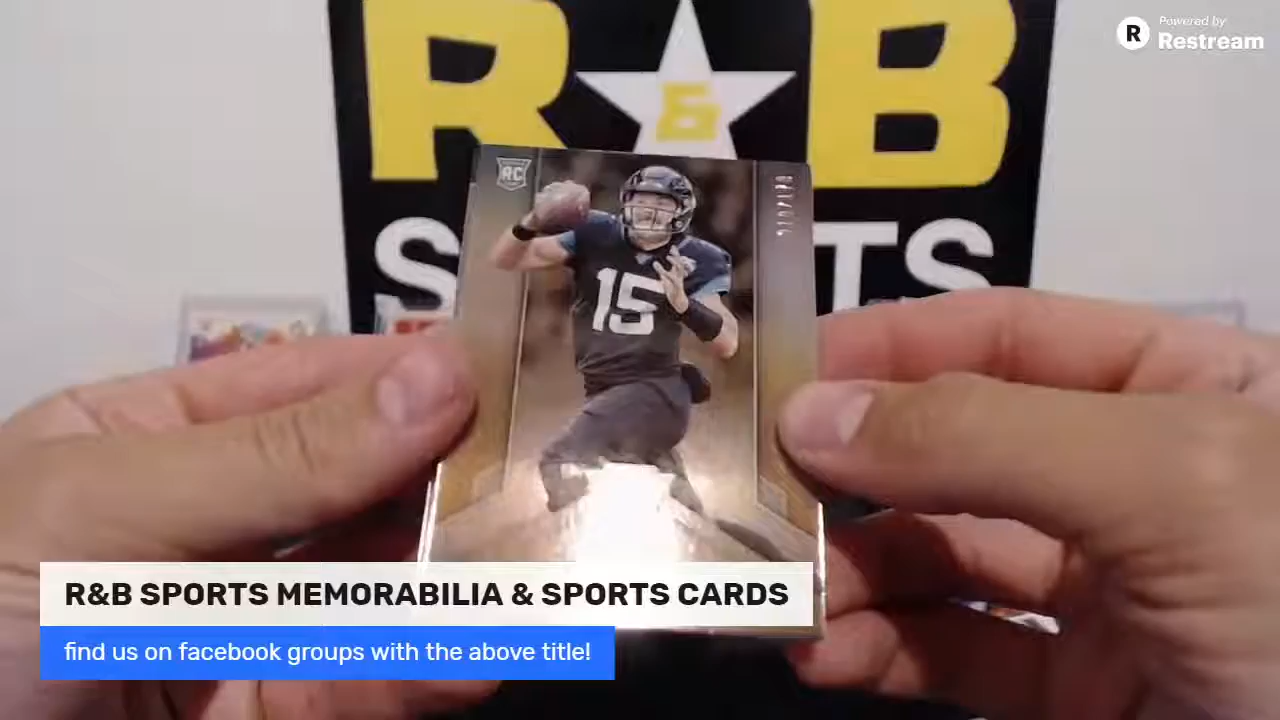 Powered by
Restream
R
R & B
SPORTS
RC
15
R&B SPORTS MEMORABILIA & SPORTS CARDS
find us on facebook groups with the above title!